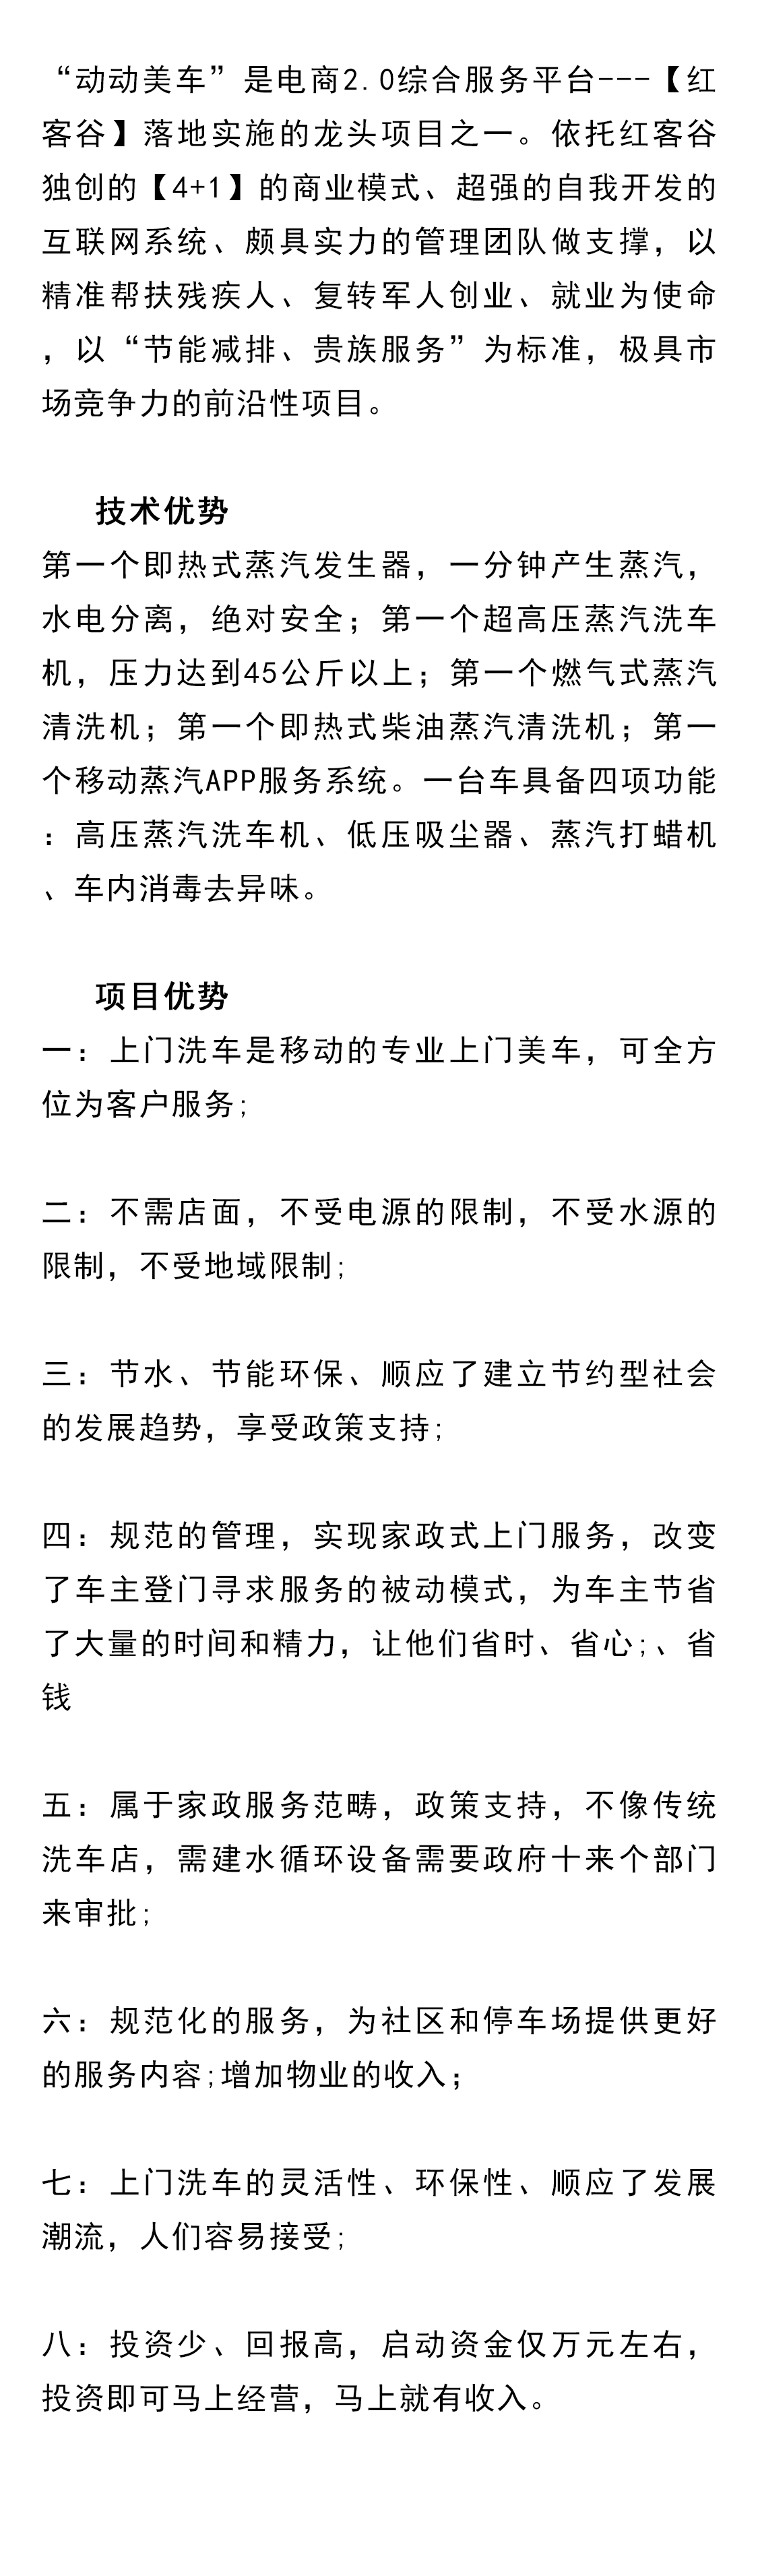 “动动美车”是电商2.0综合服务平台---【红
客谷】落地实施的龙头项目之一。依托红客谷
独创的【4+1】的商业模式、超强的自我开发的
互联网系统、颇具实力的管理团队做支撑，以
精准帮扶残疾人、复转军人创业、就业为使命
，以“节能减排、贵族服务”为标准，极具市
场竞争力的前沿性项目。
技术优势
第一个即热式蒸汽发生器，一分钟产生蒸汽，
水电分离，绝对安全；第一个超高压蒸汽洗车
机，压力达到45公斤以上；第一个燃气式蒸汽
清洗机；第一个即热式柴油蒸汽清洗机；第一
个移动蒸汽APP服务系统。一台车具备四项功能
：高压蒸汽洗车机、低压吸尘器、蒸汽打蜡机
、车内消毒去异味。
项目优势
一：上门洗车是移动的专业上门美车，可全方
位为客户服务;
二：不需店面，不受电源的限制，不受水源的
限制，不受地域限制;
三：节水、节能环保、顺应了建立节约型社会
的发展趋势，享受政策支持;
四：规范的管理，实现家政式上门服务，改变
了车主登门寻求服务的被动模式，为车主节省
了大量的时间和精力，让他们省时、省心;、省
钱
五：属于家政服务范畴，政策支持，不像传统
洗车店，需建水循环设备需要政府十来个部门
来审批;
六：规范化的服务，为社区和停车场提供更好
的服务内容;增加物业的收入；
七：上门洗车的灵活性、环保性、顺应了发展
潮流，人们容易接受;
八：投资少、回报高，启动资金仅万元左右，
投资即可马上经营，马上就有收入。